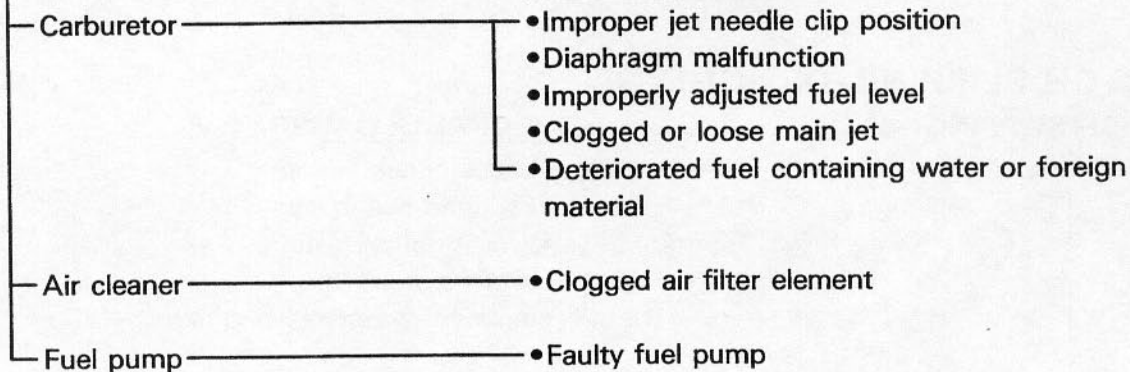 Carburetor •Improper jet needle clip position
•Diaphragm malfunction
•Improperly adjusted fuel level
•Clogged or loose main jet
•Deteriorated fuel containing water or foreign
material
Air cleaner •Clogged air filter element
Fuel pump •Faulty fuel pump